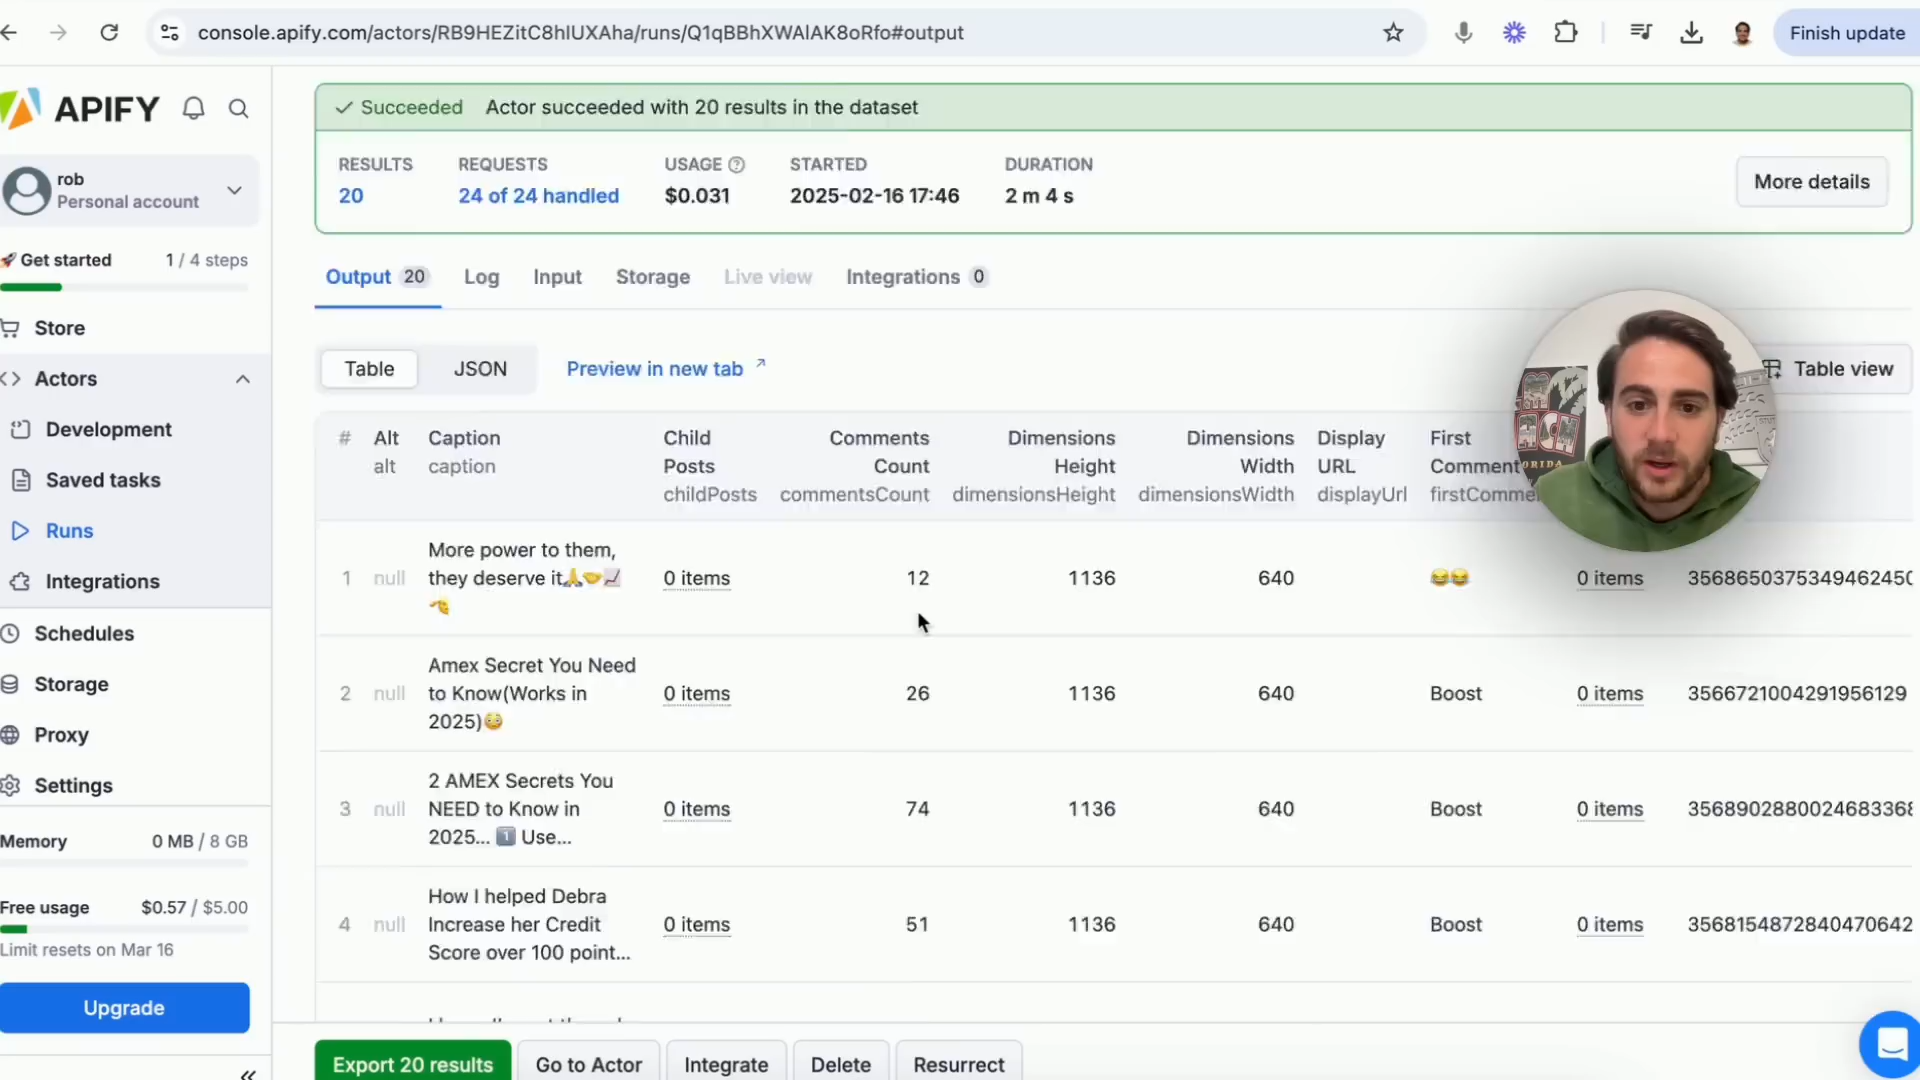 console.apify.com/actors/RB9HEZitC8hIUXAha/runs/Q1qBBhXWAlAK8oRfo#output
Finish update
APIFY
rob
Personal account
Get started 1 / 4 steps
Store
Actors
Development
Saved tasks
Runs
Integrations
Schedules
Storage
Proxy
Settings
Memory 0 MB / 8 GB
Free usage $0.57 / $5.00
Limit resets on Mar 16
Upgrade
Succeeded Actor succeeded with 20 results in the dataset
RESULTS REQUESTS USAGE STARTED DURATION
20 24 of 24 handled $0.031 2025-02-16 17:46 2 m 4 s
More details
Output 20 Log Input Storage Live view Integrations 0
Table JSON Preview in new tab ↗ Table view
# Alt Caption Child Comments Dimensions Dimensions Display First
alt caption Posts Count Height Width URL Comment
childPosts commentsCount dimensionsHeight dimensionsWidth displayUrl firstComme
More power to them,
1 null they deserve it🙏🤝📈 0 items 12 1136 640 😂😂 0 items 3568650375349462450
🫡
Amex Secret You Need
2 null to Know(Works in 0 items 26 1136 640 Boost 0 items 3566721004291956129
2025)😳
2 AMEX Secrets You
3 null NEED to Know in 0 items 74 1136 640 Boost 0 items 3568902880024683368
2025... 1️⃣ Use...
How I helped Debra
4 null Increase her Credit 0 items 51 1136 640 Boost 0 items 3568154872840470642
Score over 100 point...
Export 20 results Go to Actor Integrate Delete Resurrect